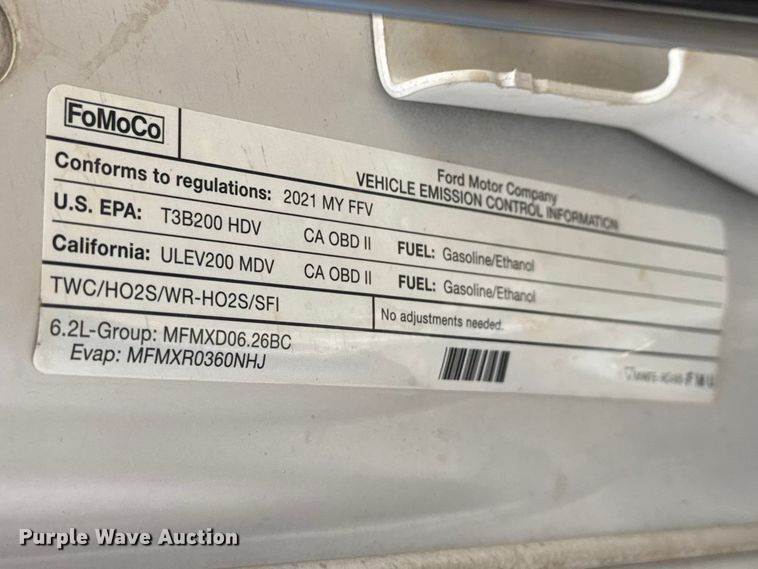 FoMoCo
Ford Motor Company
VEHICLE EMISSION CONTROL INFORMATION
Conforms to regulations: 2021 MY FFV
U.S. EPA: T3B200 HDV CA OBD II FUEL: Gasoline/Ethanol
California: ULEV200 MDV CA OBD II FUEL: Gasoline/Ethanol
TWC/HO2S/WR-HO2S/SFI
No adjustments needed.
6.2L-Group: MFMXD06.26BC
Evap: MFMXR0360NHJ
Purple Wave Auction